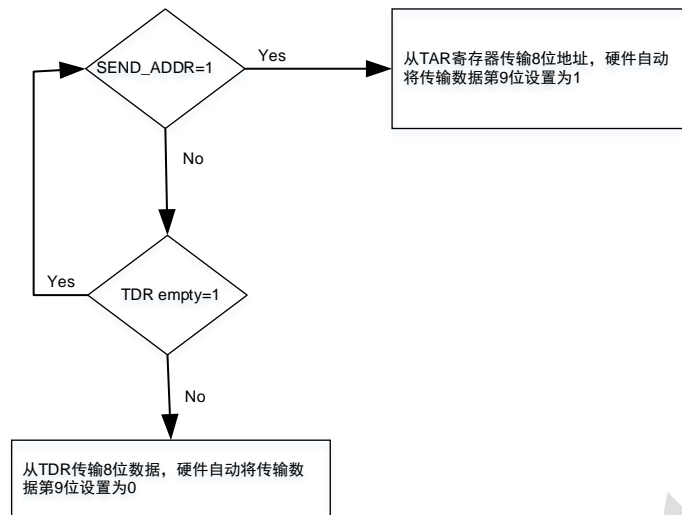 SEND_ADDR=1
Yes
从TAR寄存器传输8位地址，硬件自动
将传输数据第9位设置为1
No
Yes
TDR empty=1
No
从TDR传输8位数据，硬件自动将传输数
据第9位设置为0